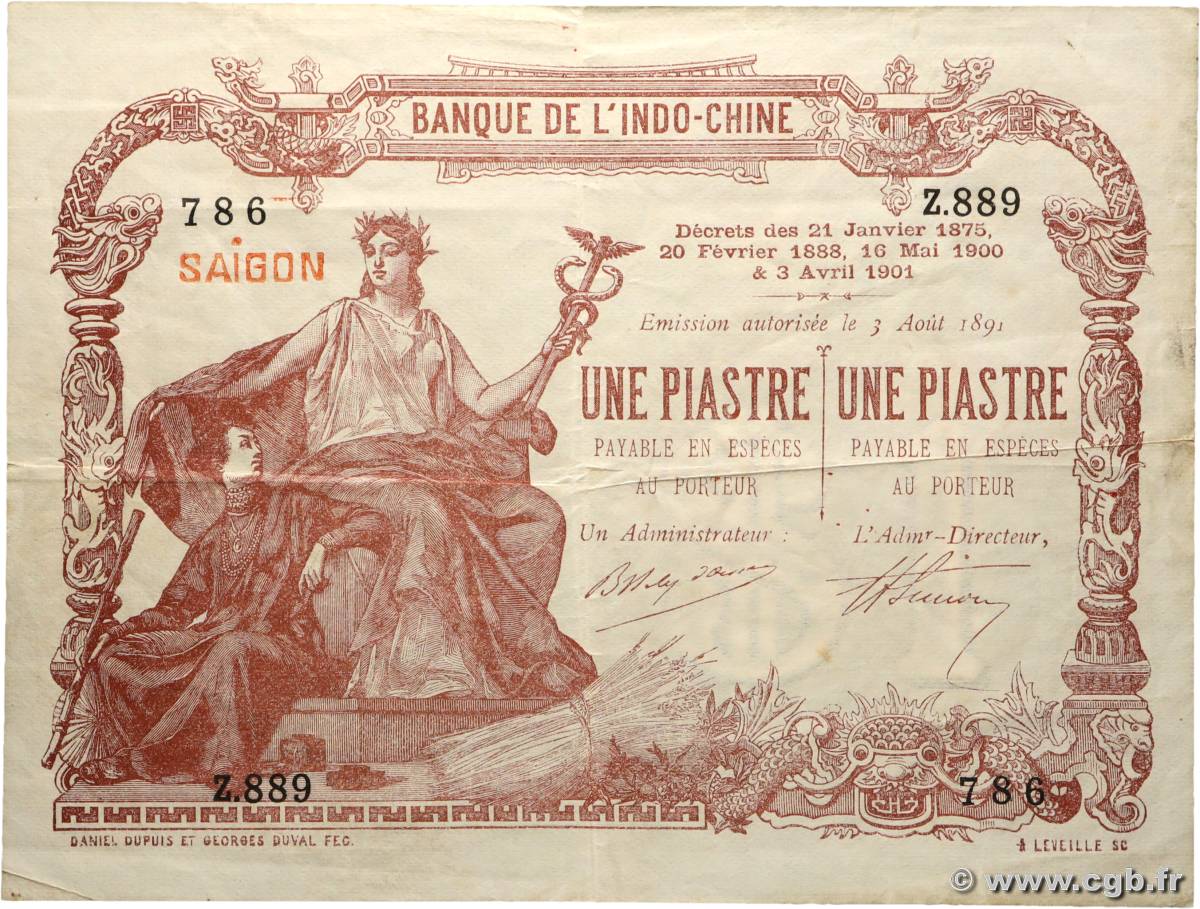 BANQUE DE L'INDO-CHINE
786
Z.889
SAIGON
Décrets des 21 Janvier 1875,
20 Février 1888, 16 Mai 1900
& 3 Avril 1901
Emission autorisée le 3 Août 1891
UNE PIASTRE UNE PIASTRE
PAYABLE EN ESPÈCES PAYABLE EN ESPÈCES
AU PORTEUR AU PORTEUR
Un Administrateur : L'Admr-Directeur,
Z.889
786
DANIEL DUPUIS ET GEORGES DUVAL FEC.
A LEVEILLE SC
© www.cgb.fr